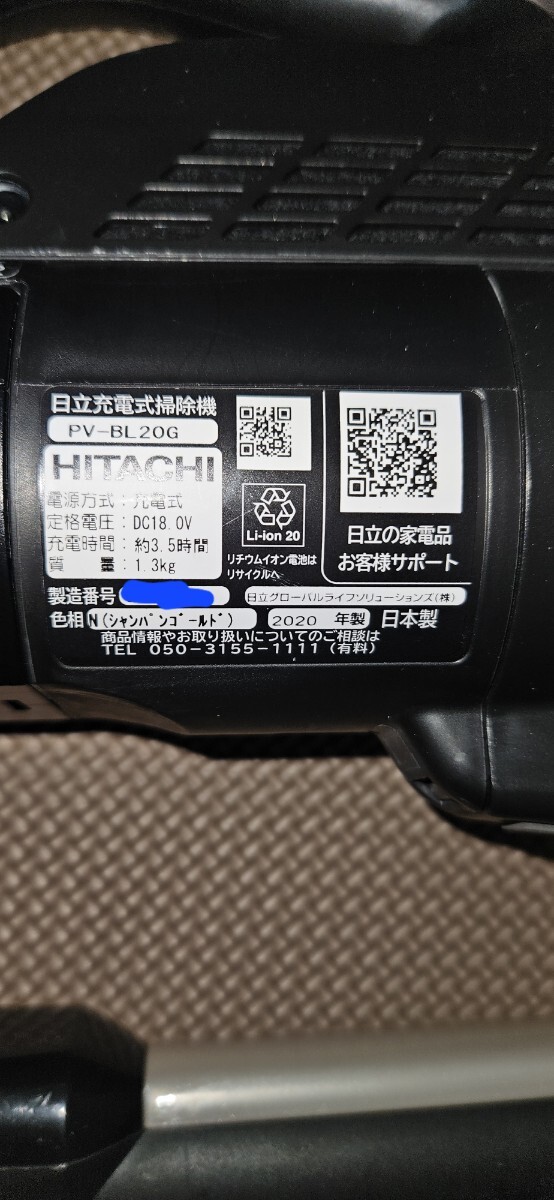 日立充電式掃除機
PV-BL20G
HITACHI
電源方式：充電式
定格電圧：DC18.0V
充電時間：約3.5時間
質　　量：1.3kg
Li-ion 20
リチウムイオン電池は
リサイクルへ
日立の家電品
お客様サポート
製造番号
日立グローバルライフソリューションズ(株)
色相 N(シャンパンゴールド) 2020 年製 日本製
商品情報やお取り扱いについてのご相談は
TEL 050-3155-1111 (有料)